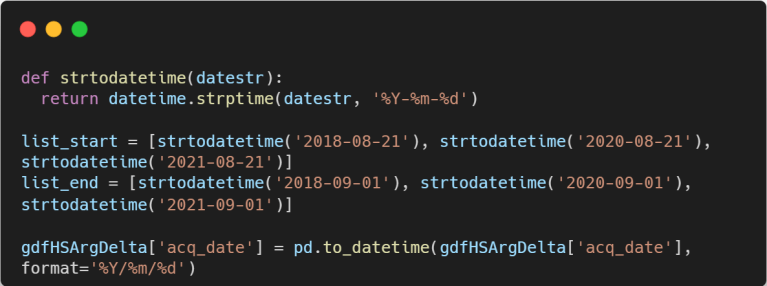 def strtodatetime(datestr):
  return datetime.strptime(datestr, '%Y-%m-%d')
list_start = [strtodatetime('2018-08-21'), strtodatetime('2020-08-21'),
strtodatetime('2021-08-21')]
list_end = [strtodatetime('2018-09-01'), strtodatetime('2020-09-01'),
strtodatetime('2021-09-01')]
gdfHSArgDelta['acq_date'] = pd.to_datetime(gdfHSArgDelta['acq_date'],
format='%Y/%m/%d')